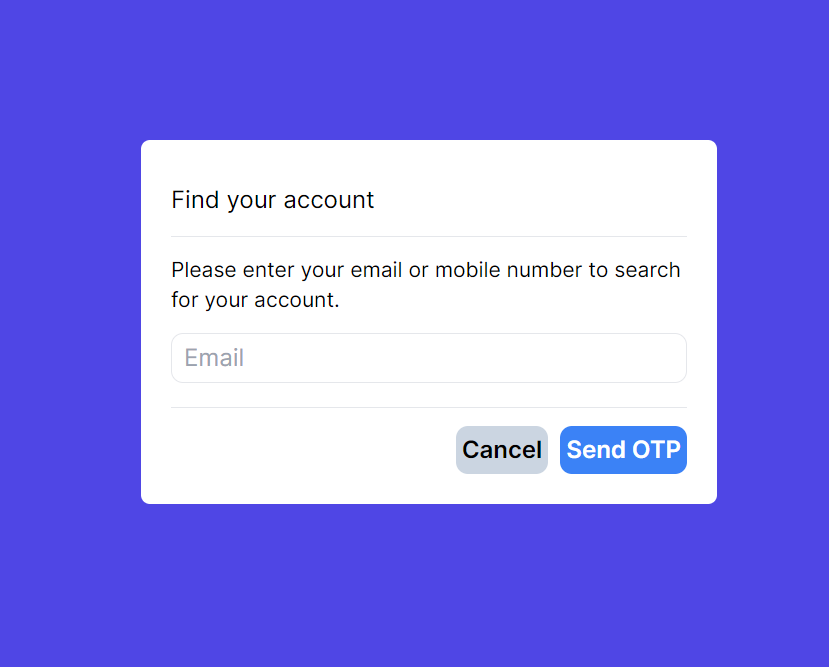 Find your account
Please enter your email or mobile number to search
for your account.
Email
Cancel Send OTP